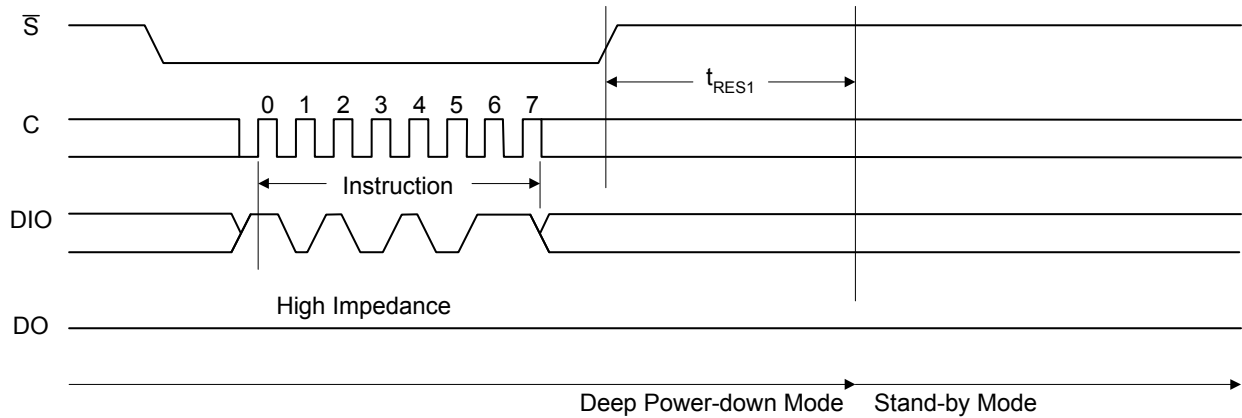 S̅
t_RES1
0 1 2 3 4 5 6 7
C
Instruction
DIO
High Impedance
DO
Deep Power-down Mode Stand-by Mode